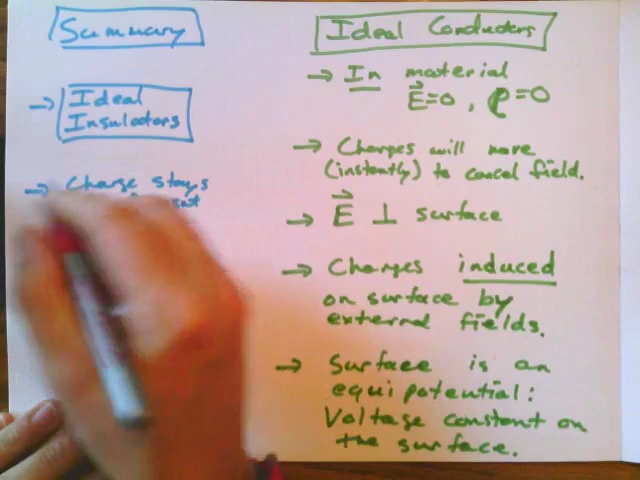 Summary
→ Ideal
Insulators
→ Charge stays
Ideal Conductors
→ In material
E⃗=0, ρ=0
→ Charges will move
(instantly) to cancel field.
→ E⃗ ⊥ surface
→ Charges induced
on surface by
external fields.
→ Surface is an
equipotential:
Voltage constant on
the surface.